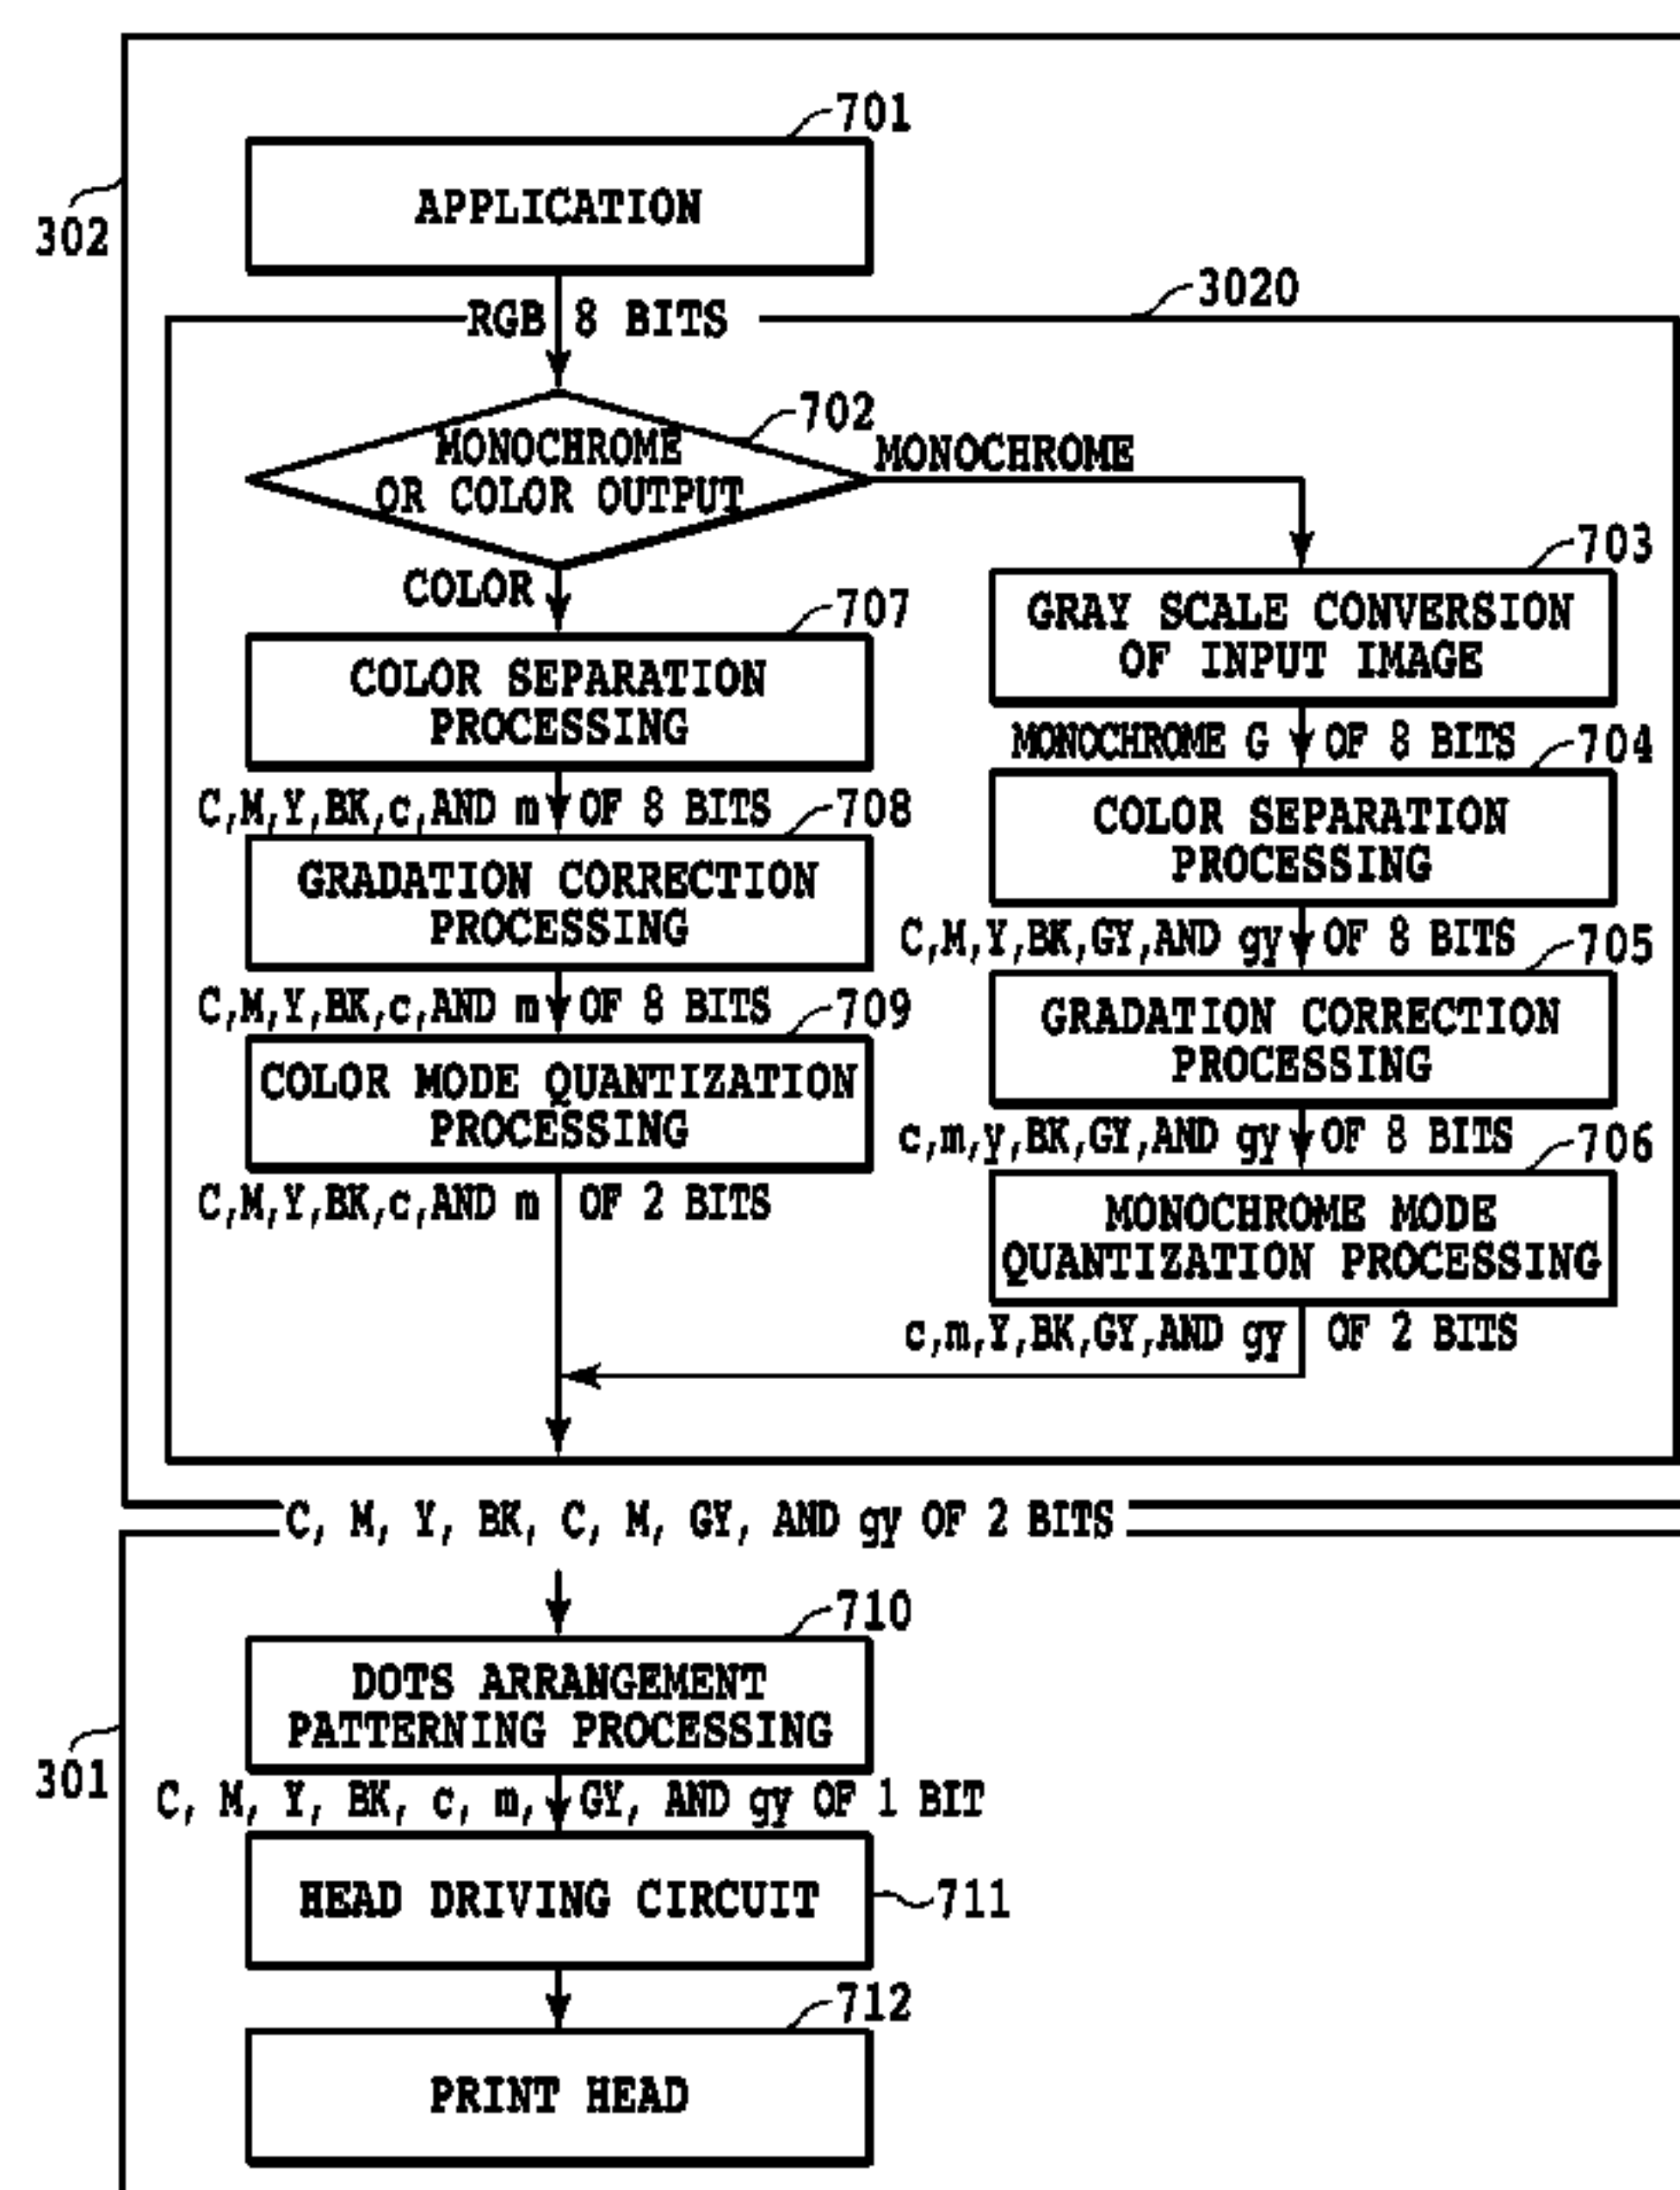 701
APPLICATION
302
3020
RGB 8 BITS
702
MONOCHROME
OR COLOR OUTPUT
MONOCHROME
COLOR
703
GRAY SCALE CONVERSION
OF INPUT IMAGE
707
COLOR SEPARATION
PROCESSING
MONOCHROME G OF 8 BITS
704
COLOR SEPARATION
PROCESSING
C,M,Y,BK,c,AND m OF 8 BITS
708
GRADATION CORRECTION
PROCESSING
C,M,Y,BK,GY,AND gy OF 8 BITS
705
GRADATION CORRECTION
PROCESSING
C,M,Y,BK,c,AND m OF 8 BITS
709
COLOR MODE QUANTIZATION
PROCESSING
c,m,y,BK,GY,AND gy OF 8 BITS
706
MONOCHROME MODE
QUANTIZATION PROCESSING
C,M,Y,BK,c,AND m OF 2 BITS
c,m,Y,BK,GY,AND gy OF 2 BITS
C, M, Y, BK, C, M, GY, AND gy OF 2 BITS
710
DOTS ARRANGEMENT
PATTERNING PROCESSING
301
C, M, Y, BK, c, m, GY, AND gy OF 1 BIT
HEAD DRIVING CIRCUIT
711
712
PRINT HEAD